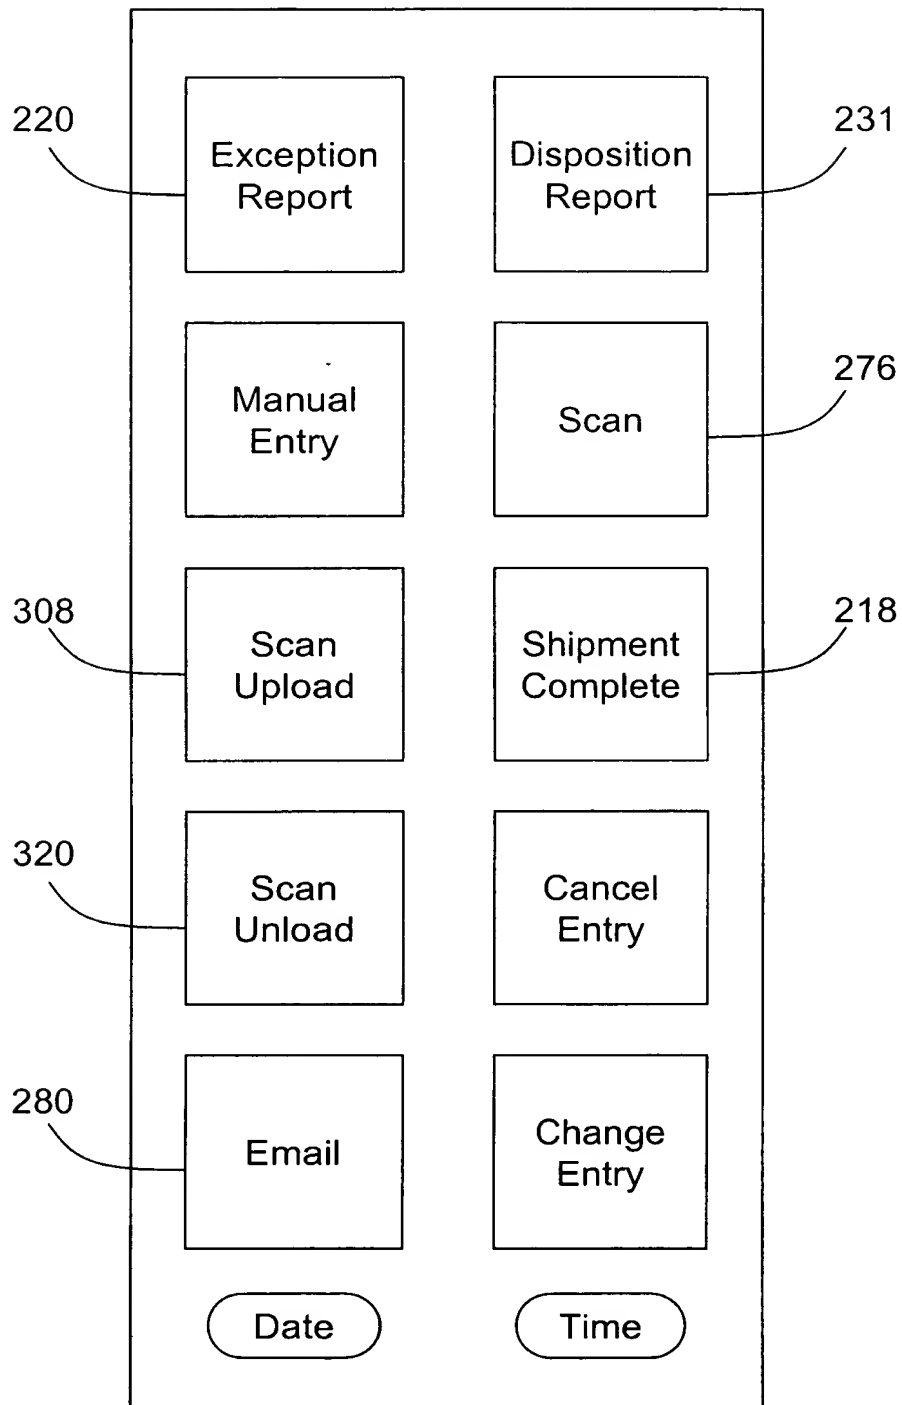 220
Exception
Report
Disposition
Report
231
Manual
Entry
Scan
276
308
Scan
Upload
Shipment
Complete
218
320
Scan
Unload
Cancel
Entry
280
Email
Change
Entry
Date
Time